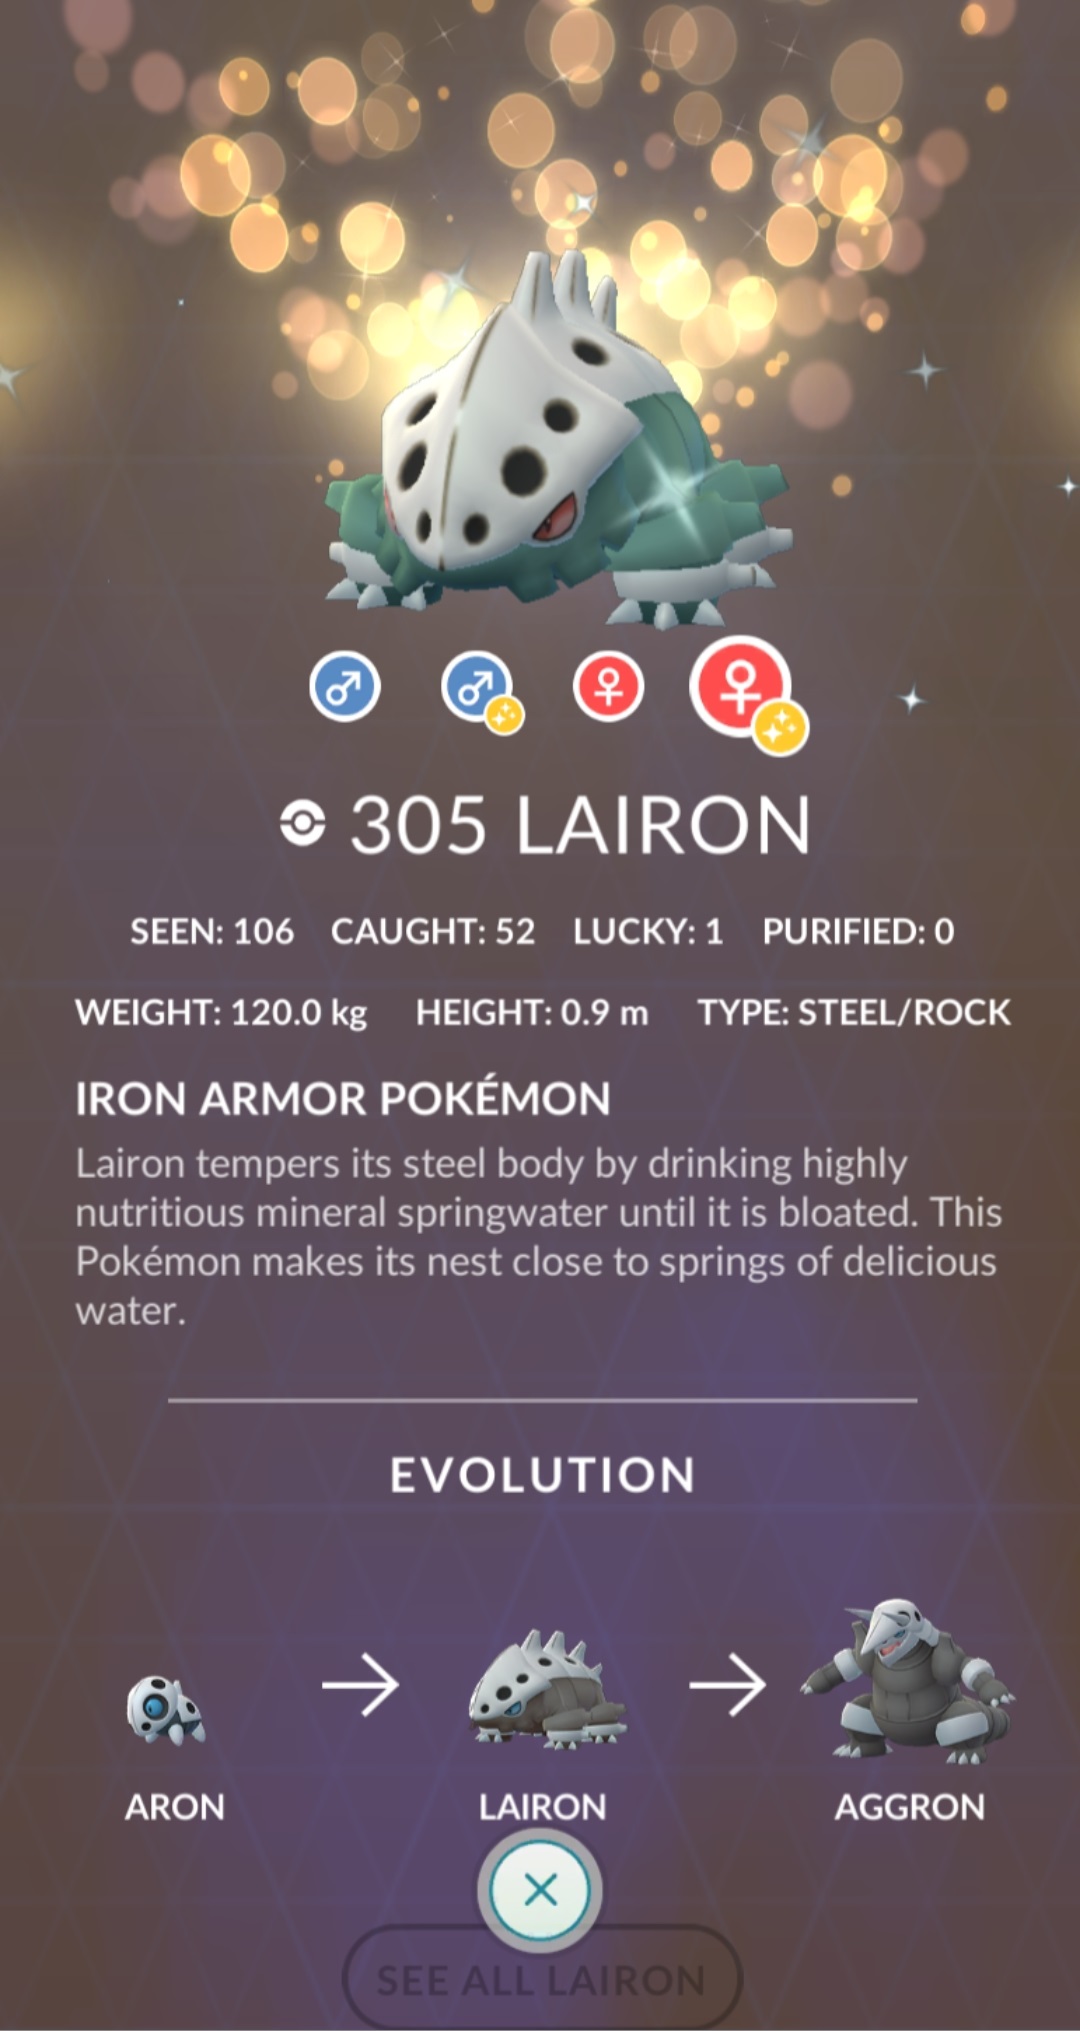 305 LAIRON
SEEN: 106 CAUGHT: 52 LUCKY: 1 PURIFIED: 0
WEIGHT: 120.0 kg HEIGHT: 0.9 m TYPE: STEEL/ROCK
IRON ARMOR POKÉMON
Lairon tempers its steel body by drinking highly
nutritious mineral springwater until it is bloated. This
Pokémon makes its nest close to springs of delicious
water.
EVOLUTION
ARON LAIRON AGGRON
SEE ALL LAIRON